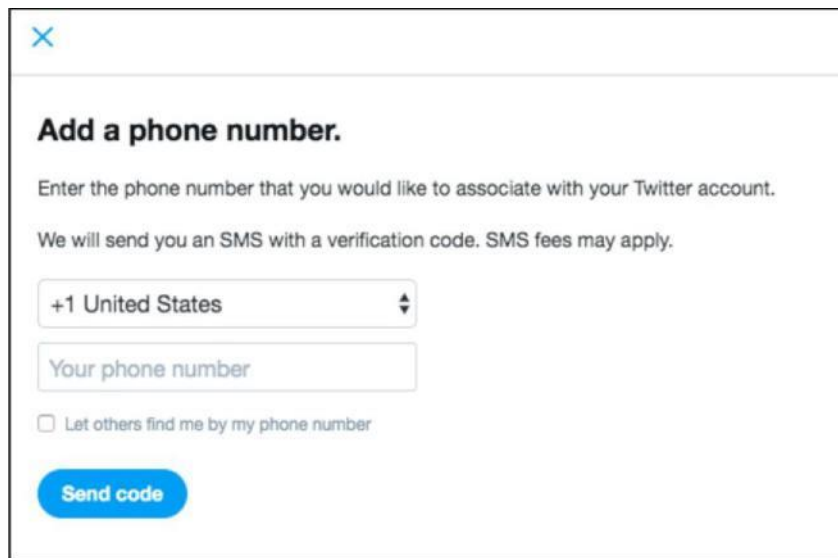 Add a phone number.
Enter the phone number that you would like to associate with your Twitter account.
We will send you an SMS with a verification code. SMS fees may apply.
+1 United States
Your phone number
Let others find me by my phone number
Send code